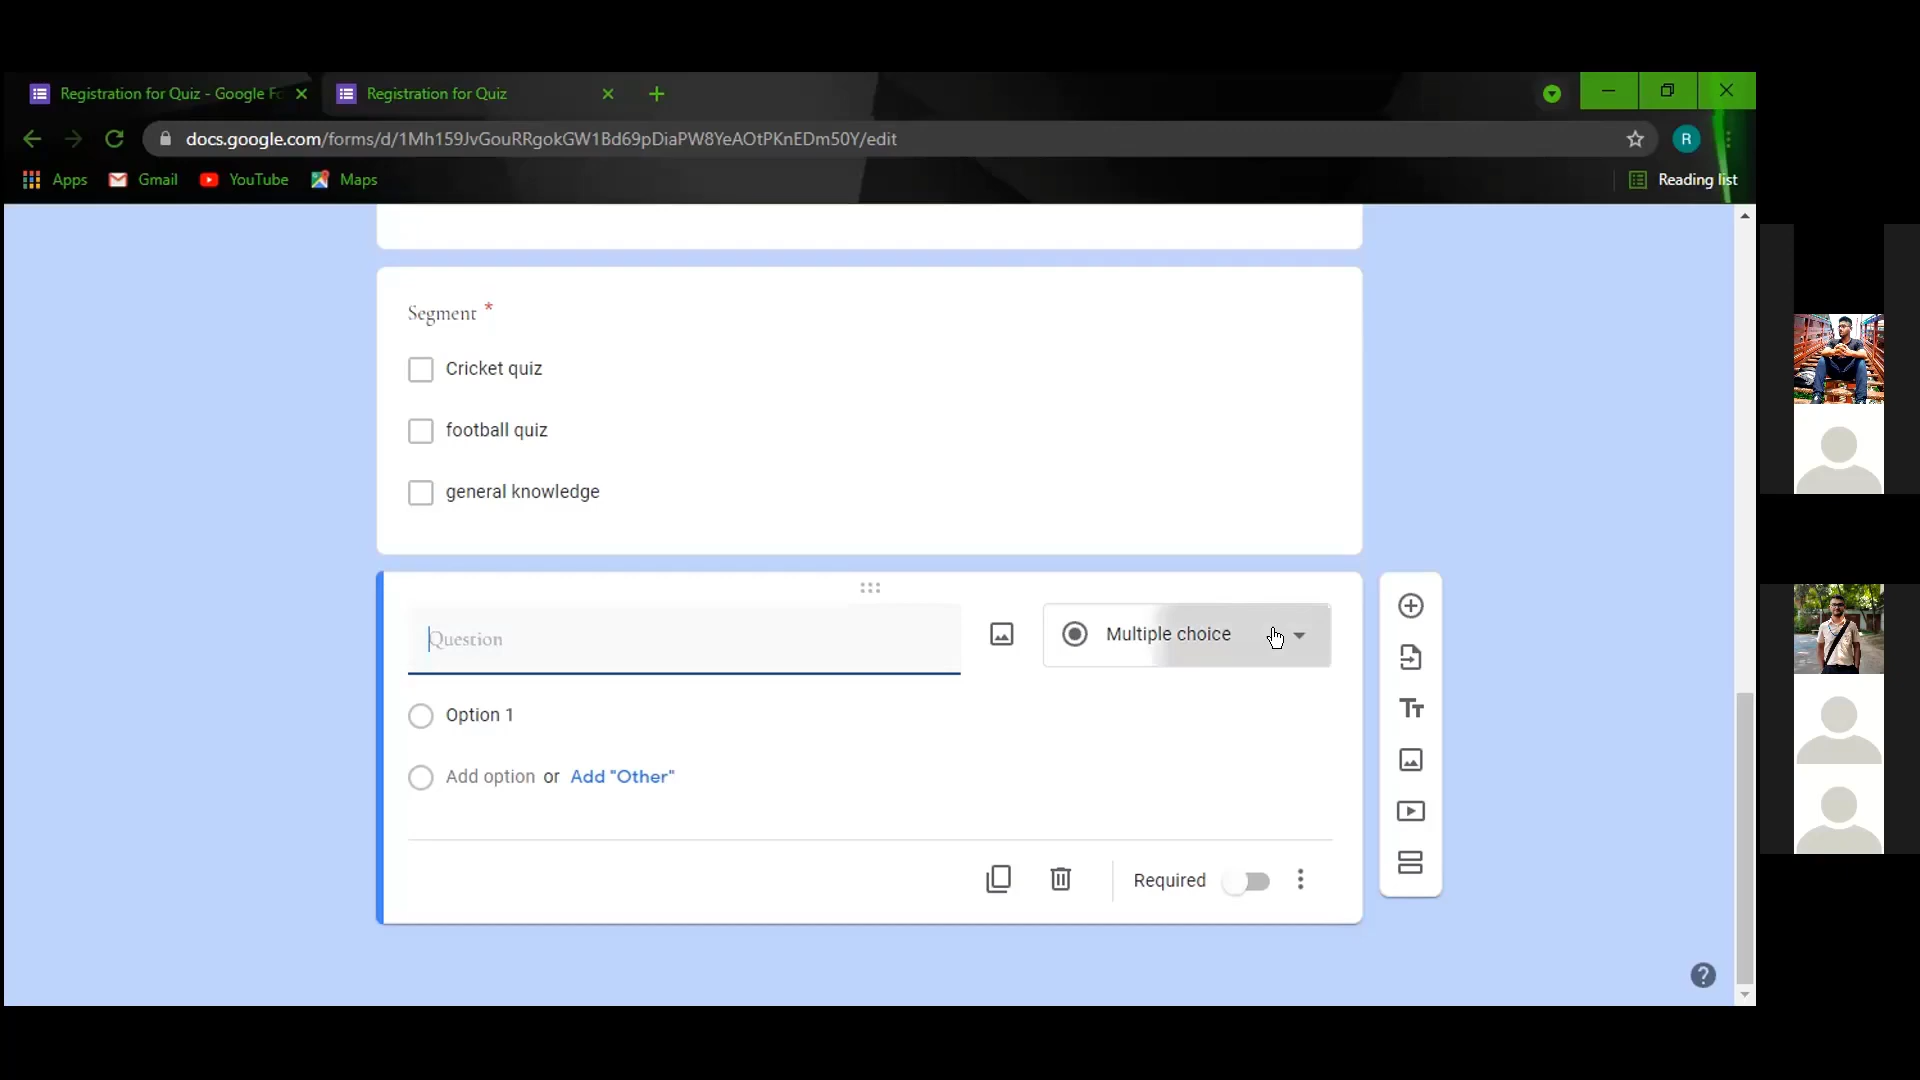 Registration for Quiz - Google Fo
Registration for Quiz
docs.google.com/forms/d/1Mh159JvGouRRgokGW1Bd69pDiaPW8YeAOtPKnEDm50Y/edit
R
Apps
Gmail
YouTube
Maps
Reading list
Segment *
Cricket quiz
football quiz
general knowledge
Question
Multiple choice
Option 1
Add option or Add "Other"
Required